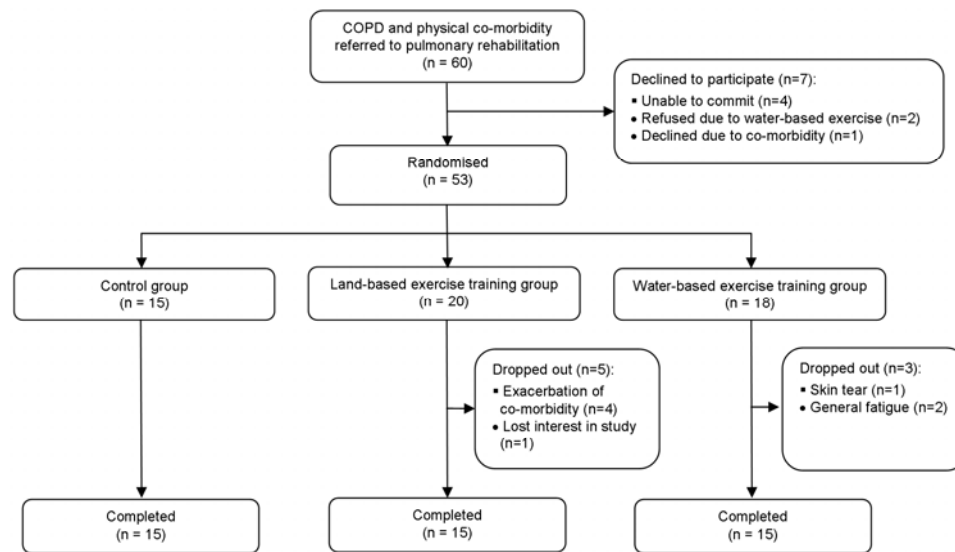 COPD and physical co-morbidity
referred to pulmonary rehabilitation
(n = 60)
Declined to participate (n=7):
▪ Unable to commit (n=4)
• Refused due to water-based exercise (n=2)
• Declined due to co-morbidity (n=1)
Randomised
(n = 53)
Control group
(n = 15)
Land-based exercise training group
(n = 20)
Water-based exercise training group
(n = 18)
Dropped out (n=5):
▪ Exacerbation of
co-morbidity (n=4)
• Lost interest in study
(n=1)
Dropped out (n=3):
▪ Skin tear (n=1)
• General fatigue (n=2)
Completed
(n = 15)
Completed
(n = 15)
Completed
(n = 15)